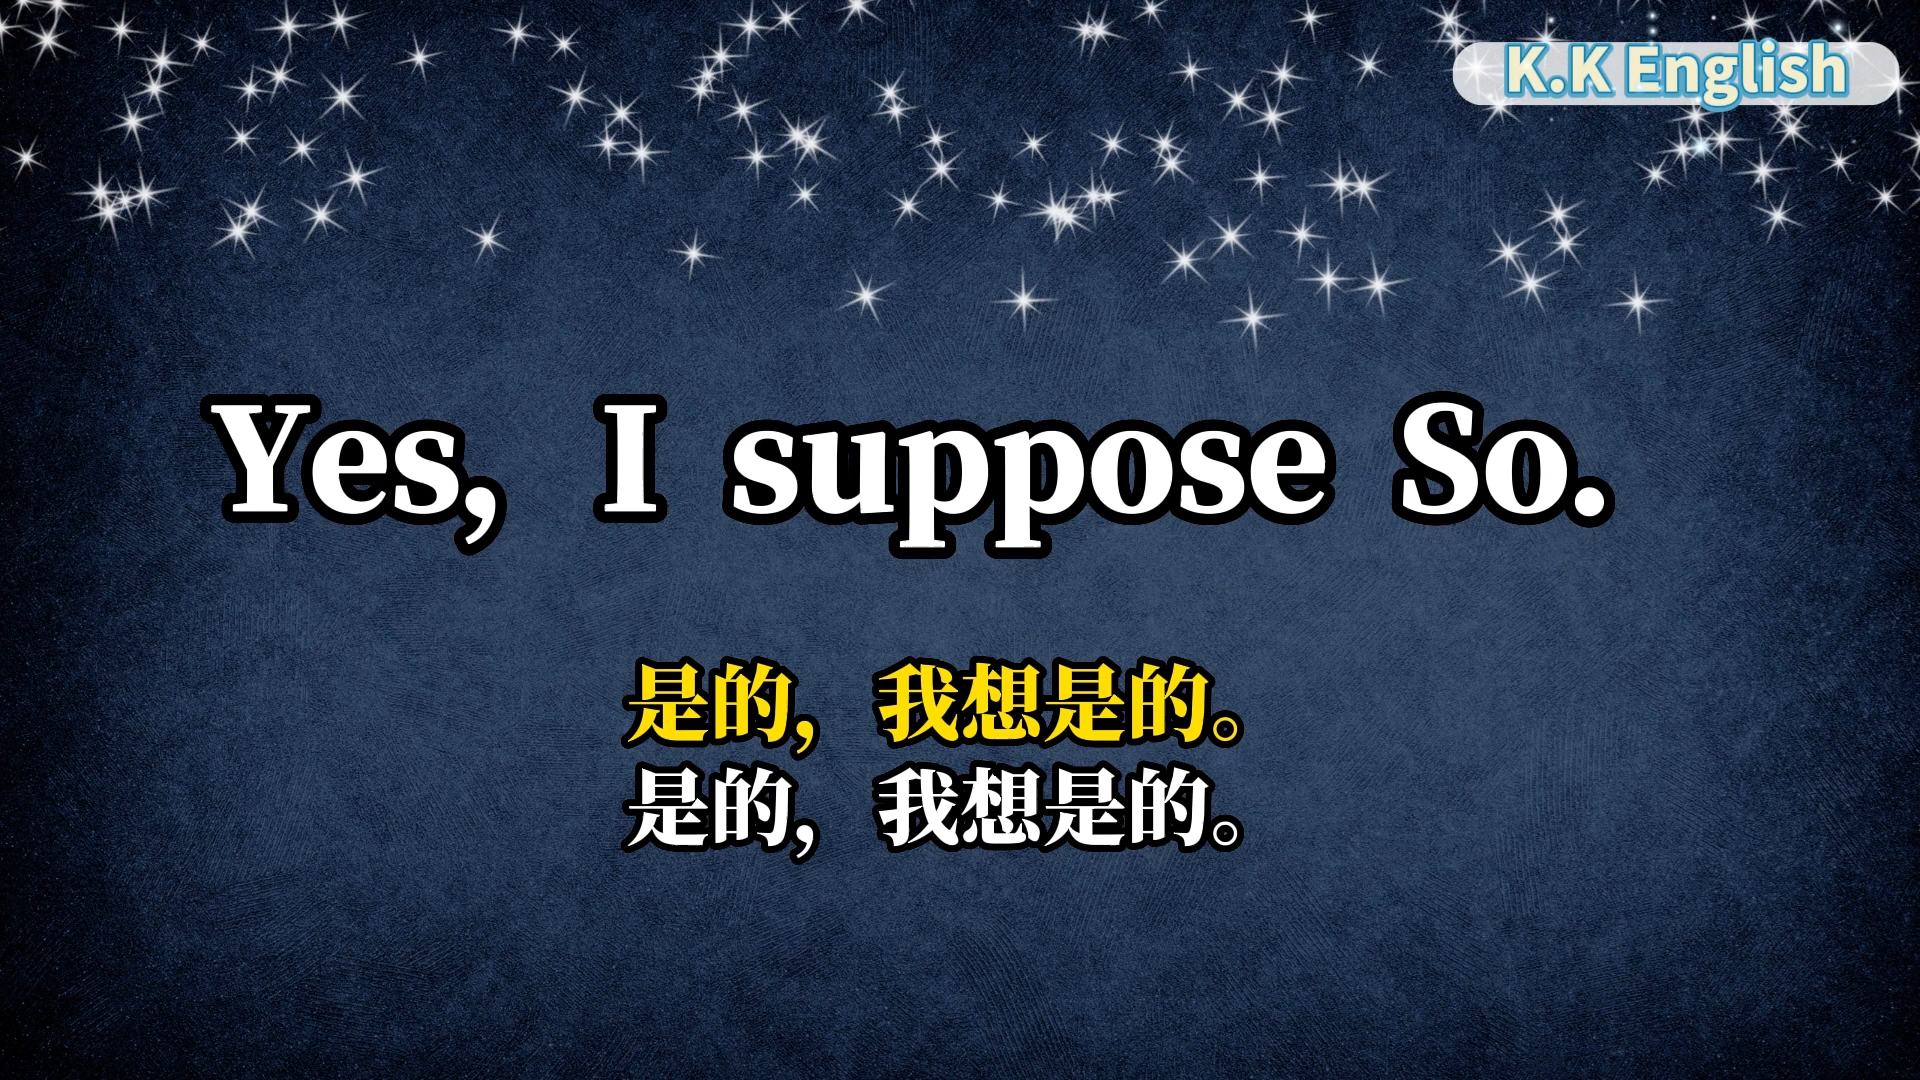 K.K English
Yes, I suppose So.
是的，我想是的。
是的，我想是的。